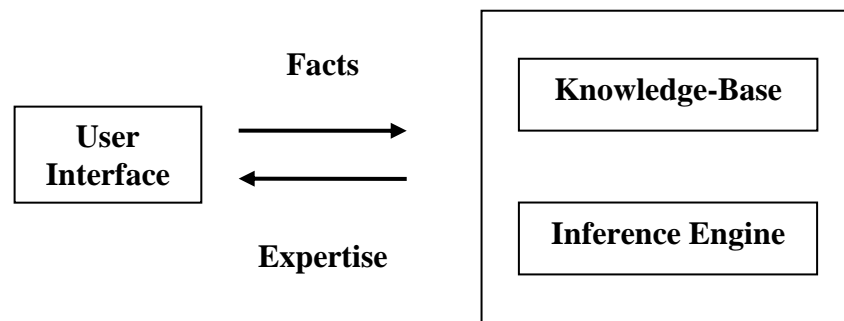 Facts
User
Interface
Expertise
Knowledge-Base
Inference Engine